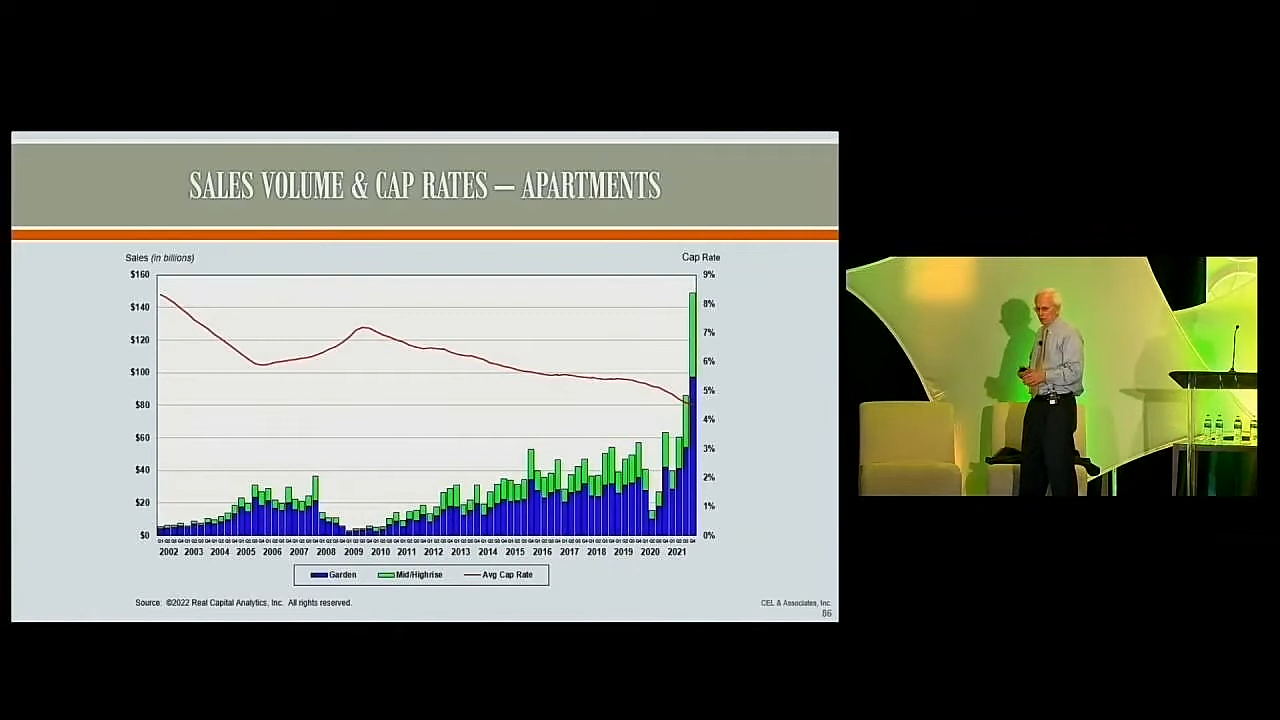 SALES VOLUME & CAP RATES — APARTMENTS
Sales (in billions)
Cap Rate
$160
$140
$120
$100
$80
$60
$40
$20
$0
9%
8%
7%
6%
5%
4%
3%
2%
1%
0%
2002 2003 2004 2005 2006 2007 2008 2009 2010 2011 2012 2013 2014 2015 2016 2017 2018 2019 2020 2021
Garden Mid/Highrise Avg Cap Rate
Source: ©2022 Real Capital Analytics, Inc. All rights reserved.
CEL & Associates, Inc.
86